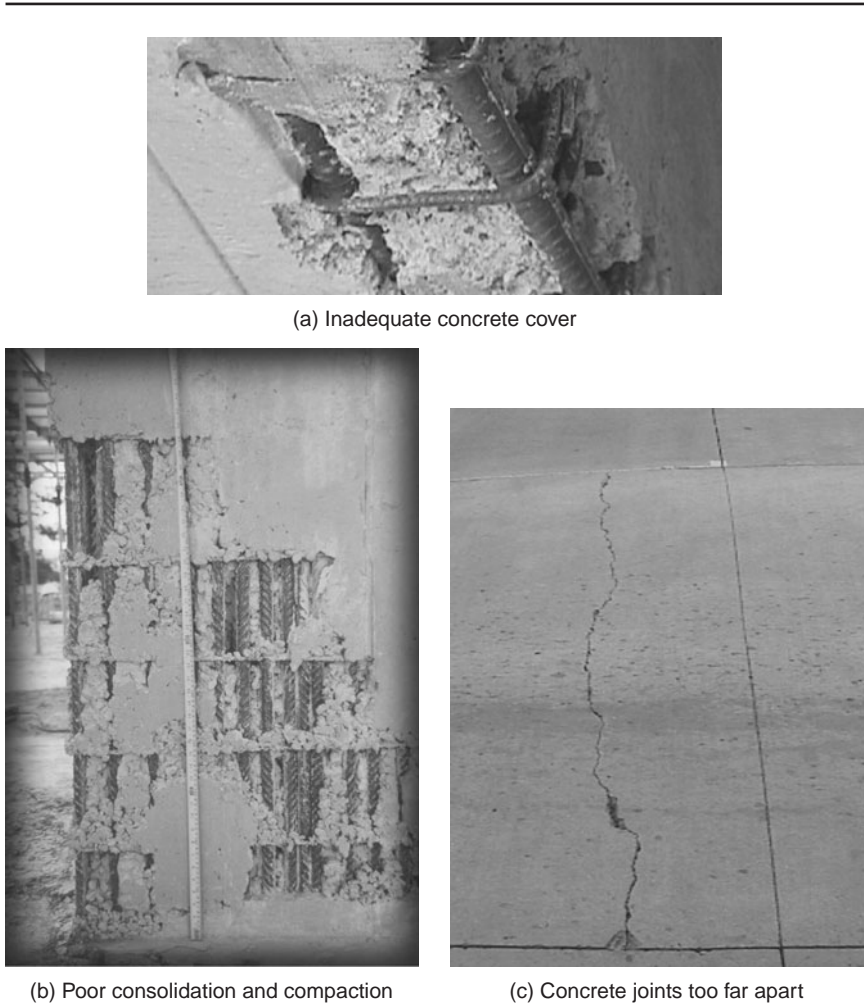 (a) Inadequate concrete cover
(b) Poor consolidation and compaction
(c) Concrete joints too far apart